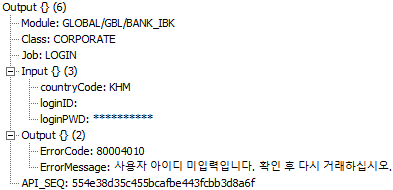 Output {} (6)
Module: GLOBAL/GBL/BANK_IBK
Class: CORPORATE
Job: LOGIN
Input {} (3)
countryCode: KHM
loginID:
loginPWD: **********
Output {} (2)
ErrorCode: 80004010
ErrorMessage: 사용자 아이디 미입력입니다. 확인 후 다시 거래하십시오.
API_SEQ: 554e38d35c455bcafbe443fcbb3d8a6f